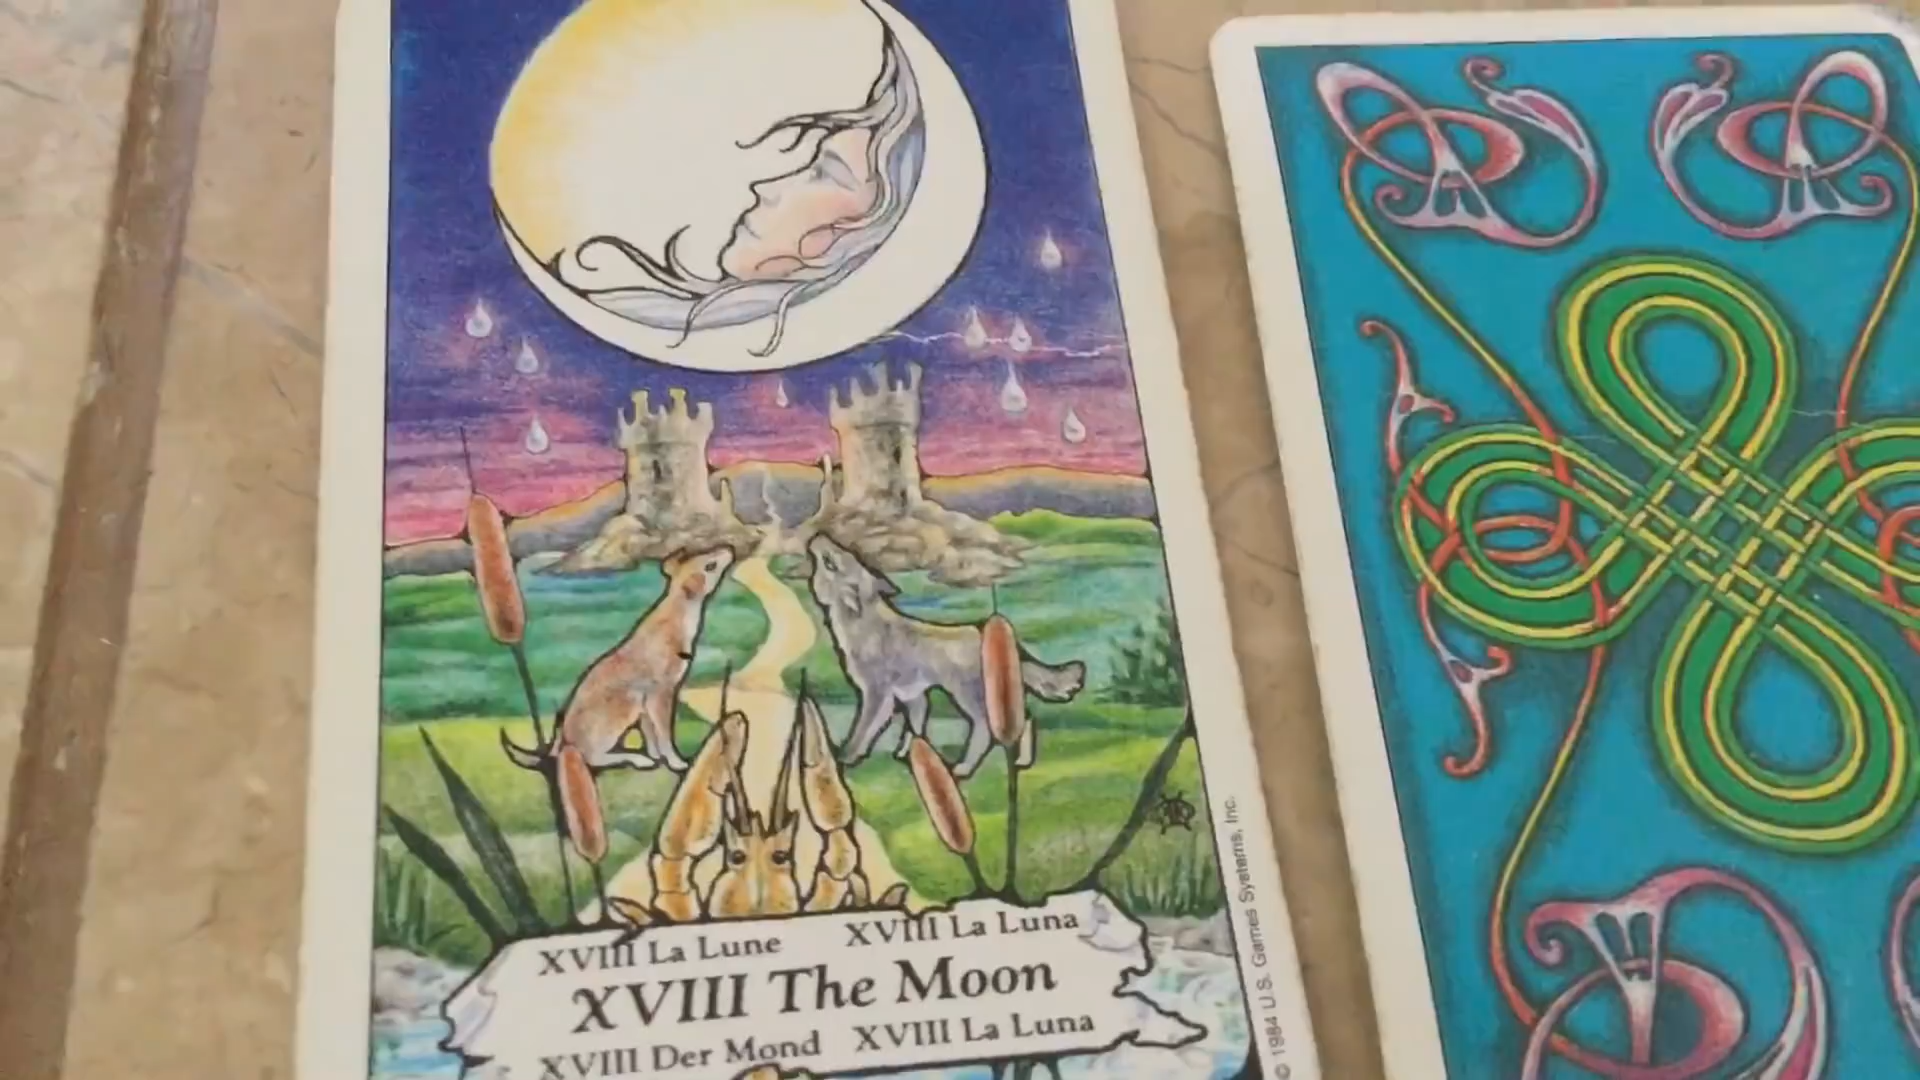 XVIII La Lune
XVIII La Luna
XVIII The Moon
XVIII Der Mond
XVIII La Luna
© 1984 U.S. Games Systems, Inc.